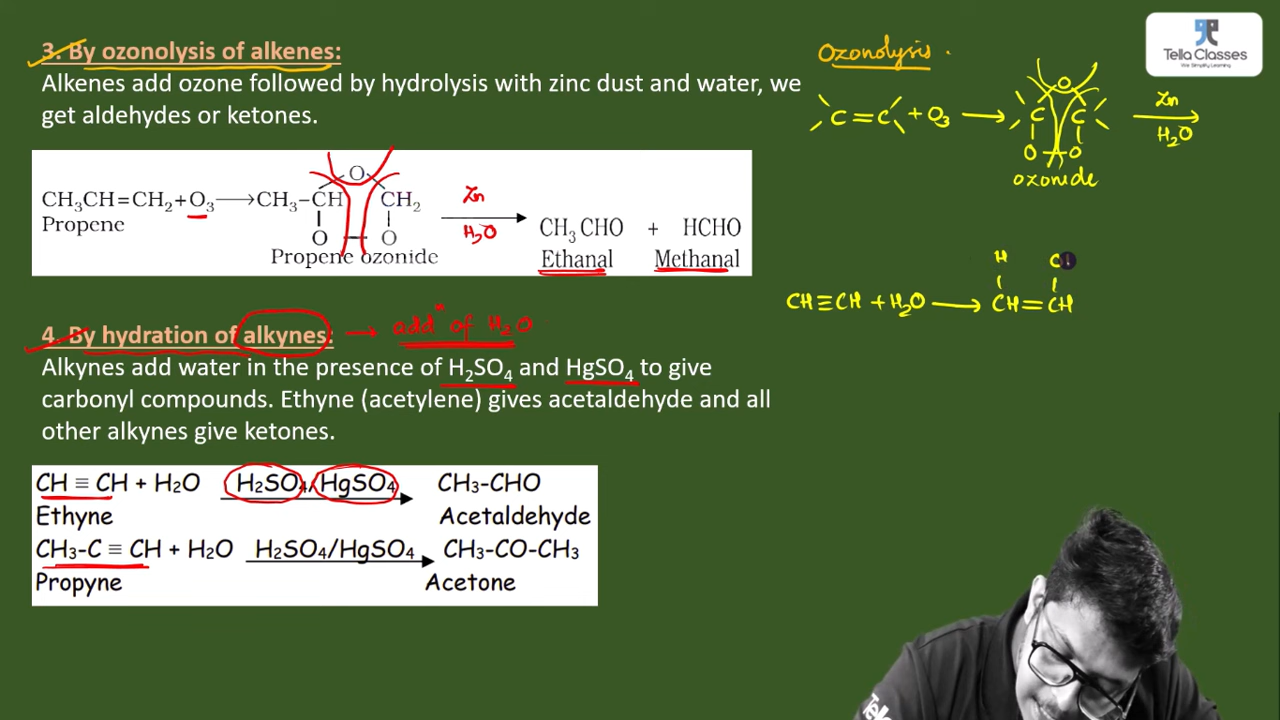 3. By ozonolysis of alkenes:
Alkenes add ozone followed by hydrolysis with zinc dust and water, we
get aldehydes or ketones.
CH₃CH=CH₂+O₃ ⟶ CH₃–CH O CH₂ Zn
O — O H₂O CH₃CHO + HCHO
Propene Propene ozonide Ethanal Methanal
4. By hydration of alkynes: → addⁿ of H₂O
Alkynes add water in the presence of H₂SO₄ and HgSO₄ to give
carbonyl compounds. Ethyne (acetylene) gives acetaldehyde and all
other alkynes give ketones.
CH ≡ CH + H₂O H₂SO₄/HgSO₄ CH₃-CHO
Ethyne Acetaldehyde
CH₃-C ≡ CH + H₂O H₂SO₄/HgSO₄ CH₃-CO-CH₃
Propyne Acetone
Ozonolysis.
C=C + O₃ ⟶ C O C Zn
O — O H₂O
ozonide
H
CH≡CH + H₂O ⟶ CH=CH
Tella Classes
We Simplify Learning